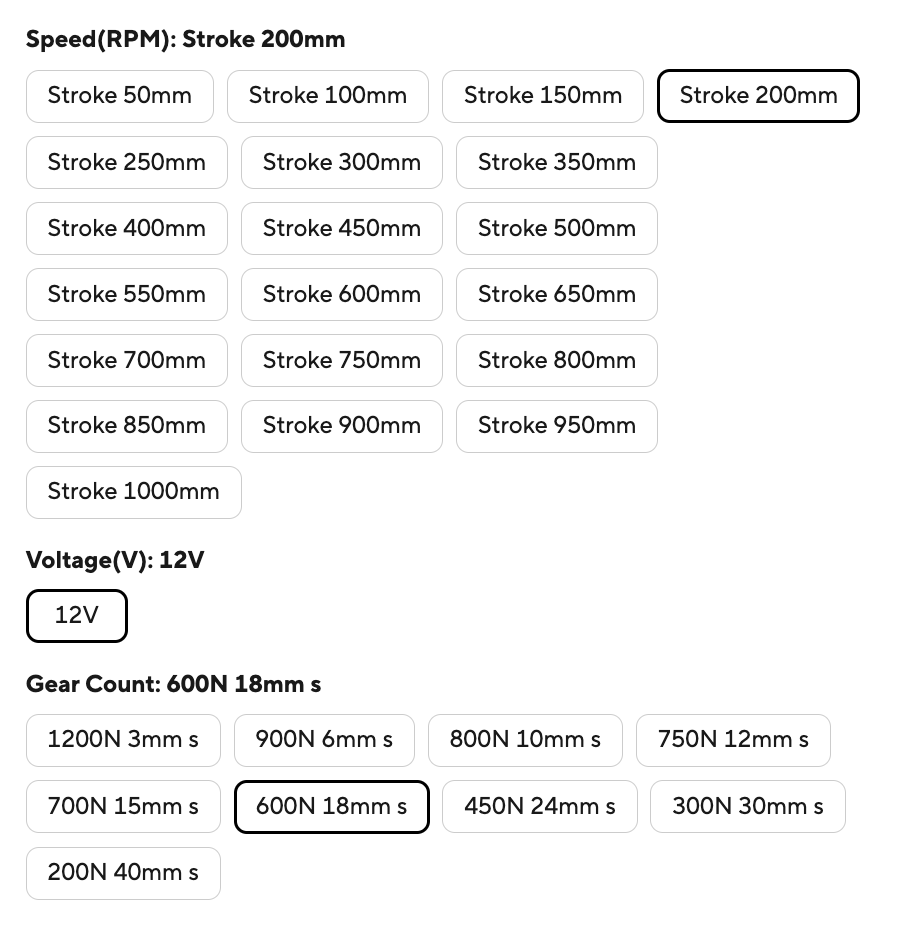 Speed(RPM): Stroke 200mm
Stroke 50mm Stroke 100mm Stroke 150mm Stroke 200mm
Stroke 250mm Stroke 300mm Stroke 350mm
Stroke 400mm Stroke 450mm Stroke 500mm
Stroke 550mm Stroke 600mm Stroke 650mm
Stroke 700mm Stroke 750mm Stroke 800mm
Stroke 850mm Stroke 900mm Stroke 950mm
Stroke 1000mm
Voltage(V): 12V
12V
Gear Count: 600N 18mm s
1200N 3mm s 900N 6mm s 800N 10mm s 750N 12mm s
700N 15mm s 600N 18mm s 450N 24mm s 300N 30mm s
200N 40mm s